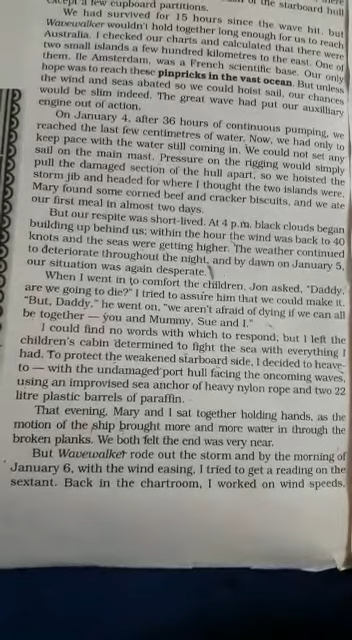 except a few cupboard partitions.
We had survived for 15 hours since the wave hit, but
Wavewalker wouldn't hold together long enough for us to reach
Australia. I checked our charts and calculated that there were
two small islands a few hundred kilometres to the east. One of
them, Ile Amsterdam, was a French scientific base. Our only
hope was to reach these pinpricks in the vast ocean. But unless
the wind and seas abated so we could hoist sail, our chances
would be slim indeed. The great wave had put our auxilliary
engine out of action.
On January 4, after 36 hours of continuous pumping, we
reached the last few centimetres of water. Now, we had only to
keep pace with the water still coming in. We could not set any
sail on the main mast. Pressure on the rigging would simply
pull the damaged section of the hull apart, so we hoisted the
storm jib and headed for where I thought the two islands were.
Mary found some corned beef and cracker biscuits, and we ate
our first meal in almost two days.
But our respite was short-lived. At 4 p.m. black clouds began
building up behind us; within the hour the wind was back to 40
knots and the seas were getting higher. The weather continued
to deteriorate throughout the night, and by dawn on January 5,
our situation was again desperate.
When I went in to comfort the children, Jon asked, "Daddy,
are we going to die?" I tried to assure him that we could make it.
"But, Daddy," he went on, "we aren't afraid of dying if we can all
be together — you and Mummy, Sue and I."
I could find no words with which to respond, but I left the
children's cabin determined to fight the sea with everything I
had. To protect the weakened starboard side, I decided to heave-
to — with the undamaged port hull facing the oncoming waves,
using an improvised sea anchor of heavy nylon rope and two 22
litre plastic barrels of paraffin.
That evening, Mary and I sat together holding hands, as the
motion of the ship brought more and more water in through the
broken planks. We both felt the end was very near.
But Wavewalker rode out the storm and by the morning of
January 6, with the wind easing, I tried to get a reading on the
sextant. Back in the chartroom, I worked on wind speeds,